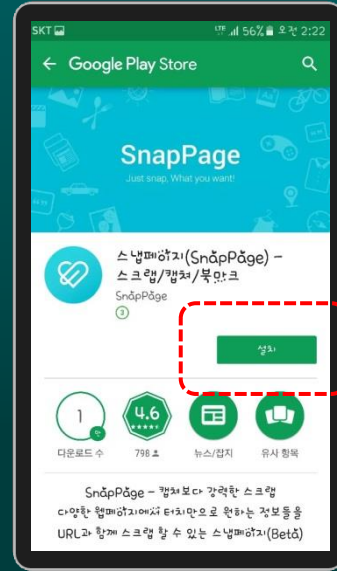 SKT LTE 56% 오전 2:22
← Google Play Store
SnapPage
Just snap, What you want!
스냅페이지(SnapPage) -
스크랩/캡쳐/북마크
SnapPage
3
설치
1
만
4.6
다운로드 수
798
뉴스/잡지
유사 항목
SnapPage - 캡쳐보다 강력한 스크랩
다양한 웹페이지에서 터치만으로 원하는 정보들을
URL과 함께 스크랩 할 수 있는 스냅페이지(Beta)